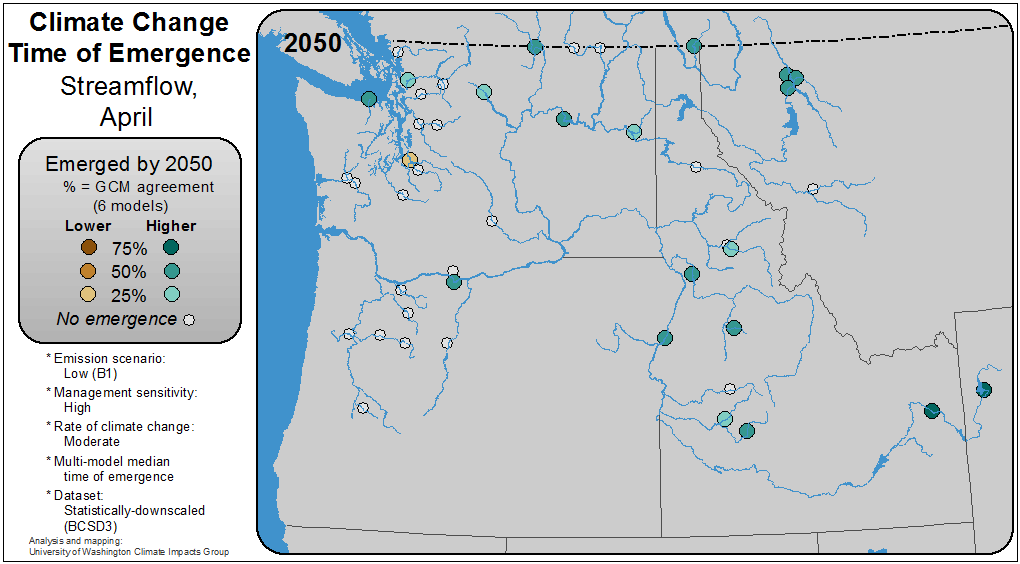 Climate Change
Time of Emergence
Streamflow,
April
2050
Emerged by 2050
% = GCM agreement
(6 models)
Lower Higher
75%
50%
25%
No emergence
* Emission scenario:
Low (B1)
* Management sensitivity:
High
* Rate of climate change:
Moderate
* Multi-model median
time of emergence
* Dataset:
Statistically-downscaled
(BCSD3)
Analysis and mapping:
University of Washington Climate Impacts Group